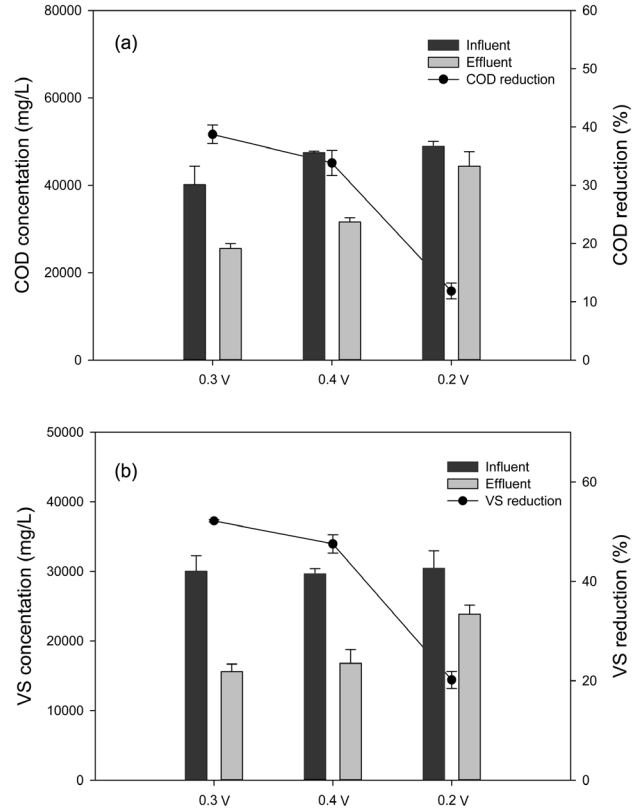 80000
60000
40000
20000
0
COD concentation (mg/L)
(a)
Influent
Effluent
COD reduction
60
50
40
30
20
10
0
COD reduction (%)
0.3 V
0.4 V
0.2 V
50000
40000
30000
20000
10000
0
VS concentation (mg/L)
(b)
Influent
Effluent
VS reduction
60
40
20
0
VS reduction (%)
0.3 V
0.4 V
0.2 V